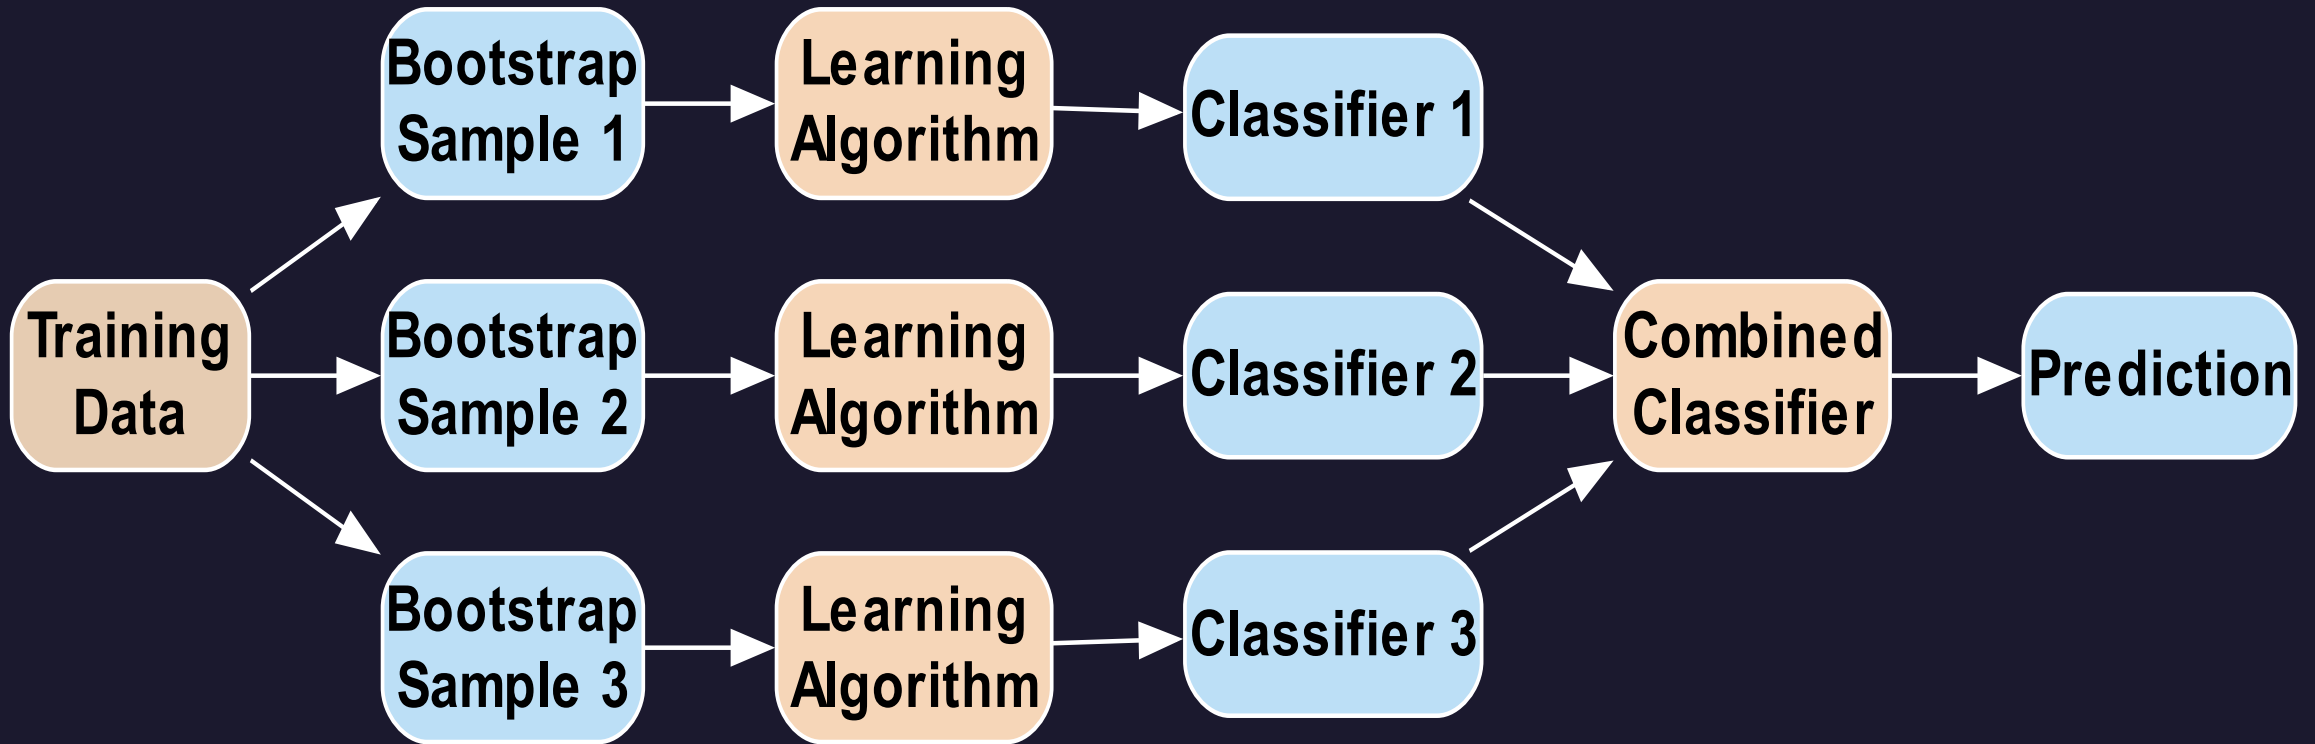 Bootstrap
Sample 1
Learning
Algorithm
Classifier 1
Training
Data
Bootstrap
Sample 2
Learning
Algorithm
Classifier 2
Combined
Classifier
Prediction
Bootstrap
Sample 3
Learning
Algorithm
Classifier 3